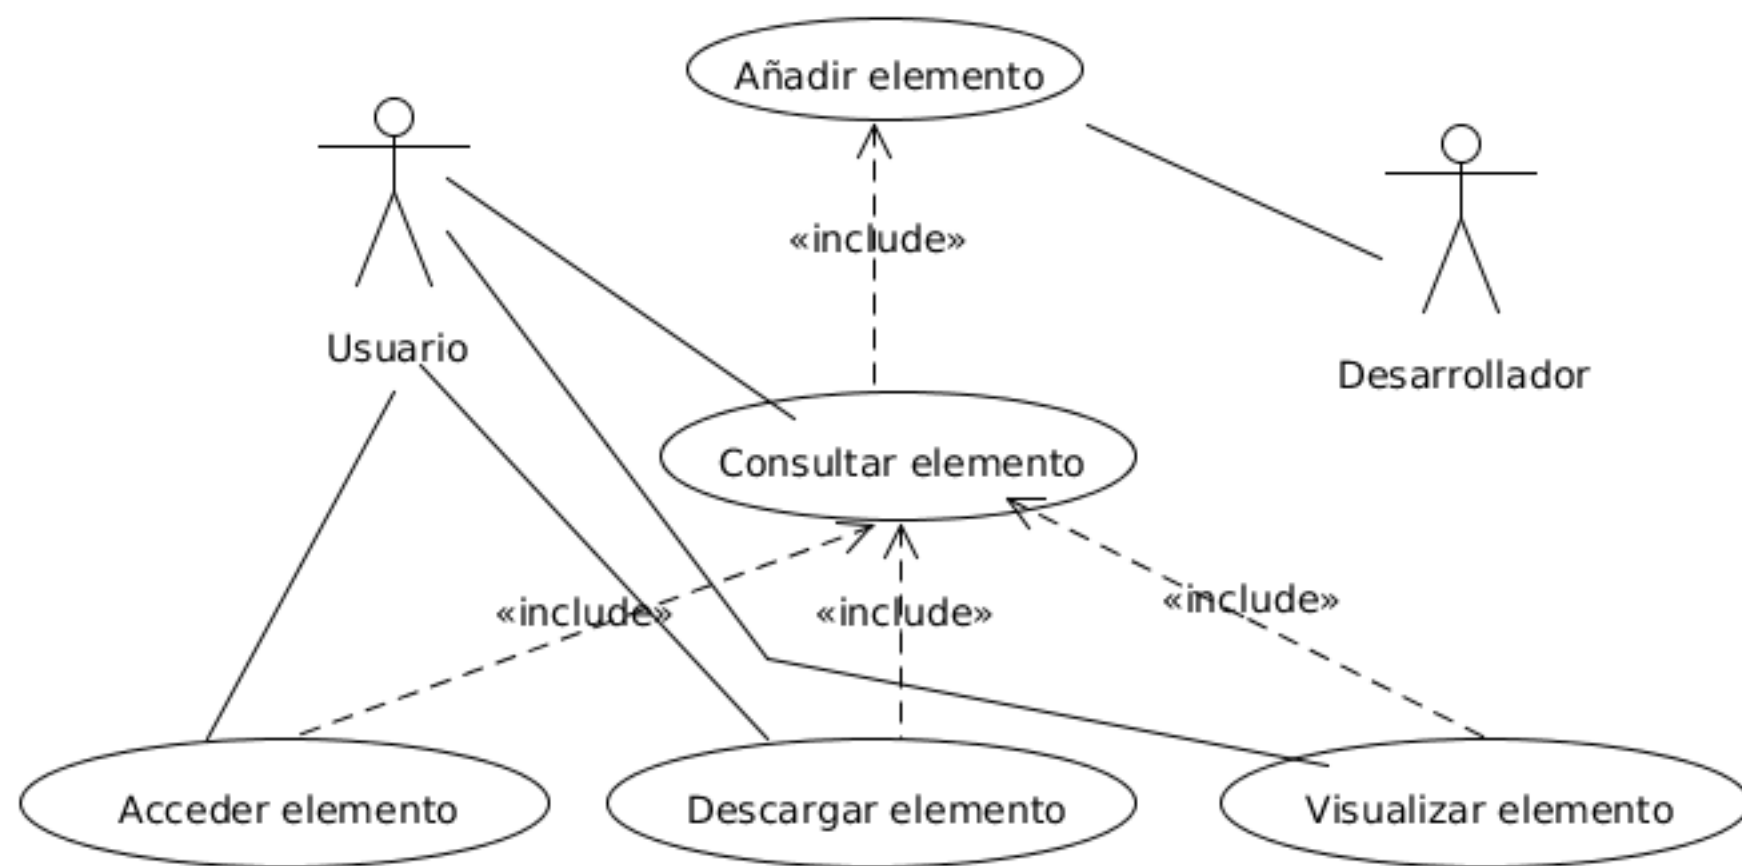 Añadir elemento
«include»
Usuario
Desarrollador
Consultar elemento
«include»
«include»
«include»
Acceder elemento
Descargar elemento
Visualizar elemento